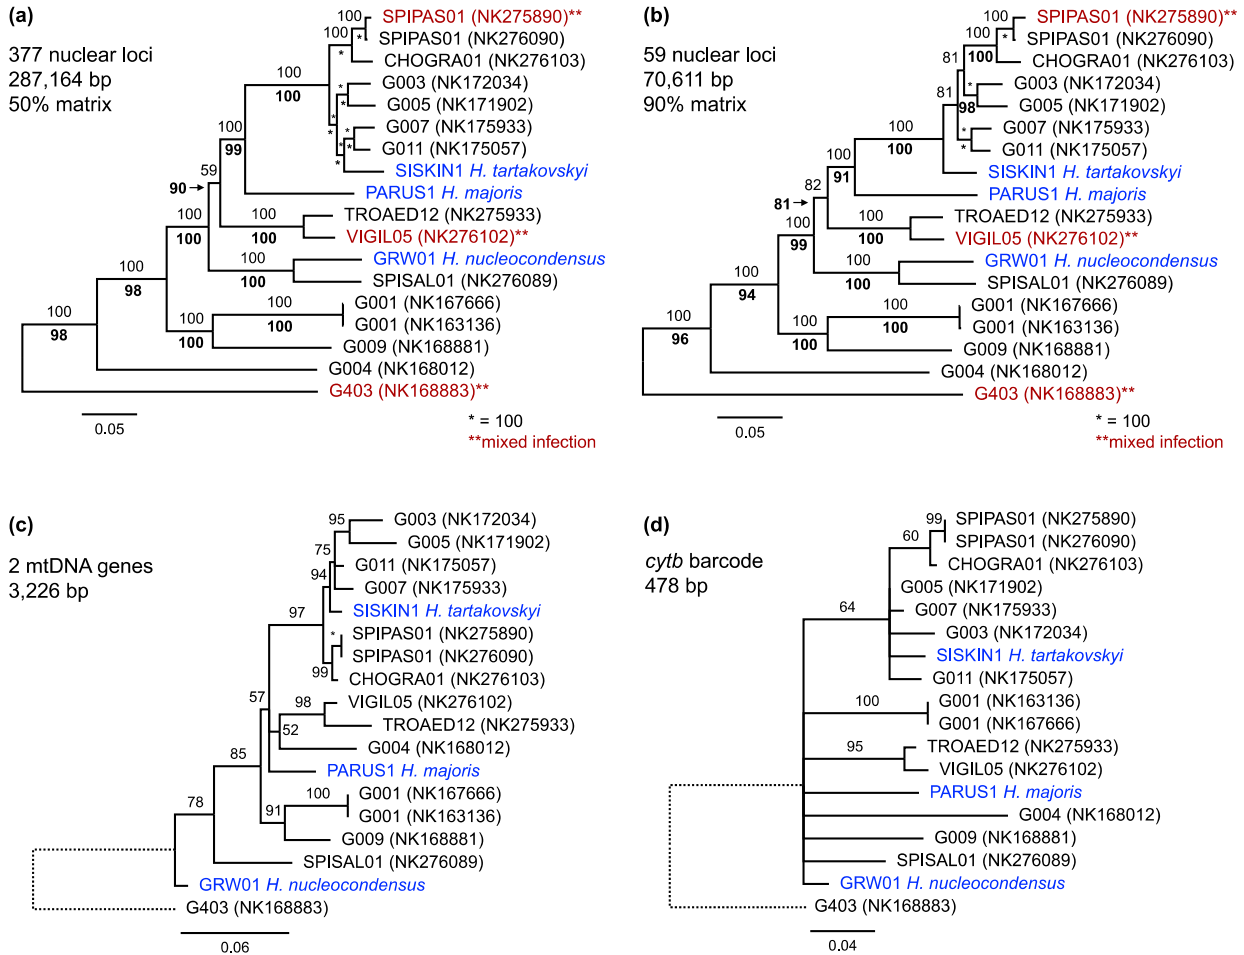 (a)
377 nuclear loci
287,164 bp
50% matrix
100
SPIPAS01 (NK275890)**
100
*
SPIPAS01 (NK276090)
CHOGRA01 (NK276103)
100
100
*
G003 (NK172034)
*
G005 (NK171902)
*
*
G007 (NK175933)
*
*
*
G011 (NK175057)
*
SISKIN1 H. tartakovskyi
100
99
PARUS1 H. majoris
59
90
TROAED12 (NK275933)
100
100
VIGIL05 (NK276102)**
100
100
GRW01 H. nucleocondensus
100
100
SPISAL01 (NK276089)
100
98
G001 (NK167666)
100
100
G001 (NK163136)
100
100
G009 (NK168881)
100
98
G004 (NK168012)
G403 (NK168883)**
0.05
* = 100
**mixed infection
(b)
59 nuclear loci
70,611 bp
90% matrix
100
SPIPAS01 (NK275890)**
100
*
SPIPAS01 (NK276090)
100
CHOGRA01 (NK276103)
81
*
G003 (NK172034)
81
98
G005 (NK171902)
*
*
G007 (NK175933)
100
100
G011 (NK175057)
SISKIN1 H. tartakovskyi
100
91
PARUS1 H. majoris
82
81
TROAED12 (NK275933)
100
100
VIGIL05 (NK276102)**
100
99
GRW01 H. nucleocondensus
100
100
SPISAL01 (NK276089)
100
94
G001 (NK167666)
100
100
G001 (NK163136)
100
100
G009 (NK168881)
100
96
G004 (NK168012)
G403 (NK168883)**
0.05
* = 100
**mixed infection
(c)
2 mtDNA genes
3,226 bp
95
G003 (NK172034)
G005 (NK171902)
75
G011 (NK175057)
94
G007 (NK175933)
97
SISKIN1 H. tartakovskyi
*
SPIPAS01 (NK275890)
SPIPAS01 (NK276090)
99
CHOGRA01 (NK276103)
57
98
VIGIL05 (NK276102)
TROAED12 (NK275933)
52
G004 (NK168012)
85
PARUS1 H. majoris
100
G001 (NK167666)
91
G001 (NK163136)
78
G009 (NK168881)
SPISAL01 (NK276089)
GRW01 H. nucleocondensus
G403 (NK168883)
0.06
(d)
cytb barcode
478 bp
99
SPIPAS01 (NK275890)
60
SPIPAS01 (NK276090)
CHOGRA01 (NK276103)
G005 (NK171902)
64
G007 (NK175933)
G003 (NK172034)
SISKIN1 H. tartakovskyi
G011 (NK175057)
100
G001 (NK163136)
G001 (NK167666)
95
TROAED12 (NK275933)
VIGIL05 (NK276102)
PARUS1 H. majoris
G004 (NK168012)
G009 (NK168881)
SPISAL01 (NK276089)
GRW01 H. nucleocondensus
G403 (NK168883)
0.04